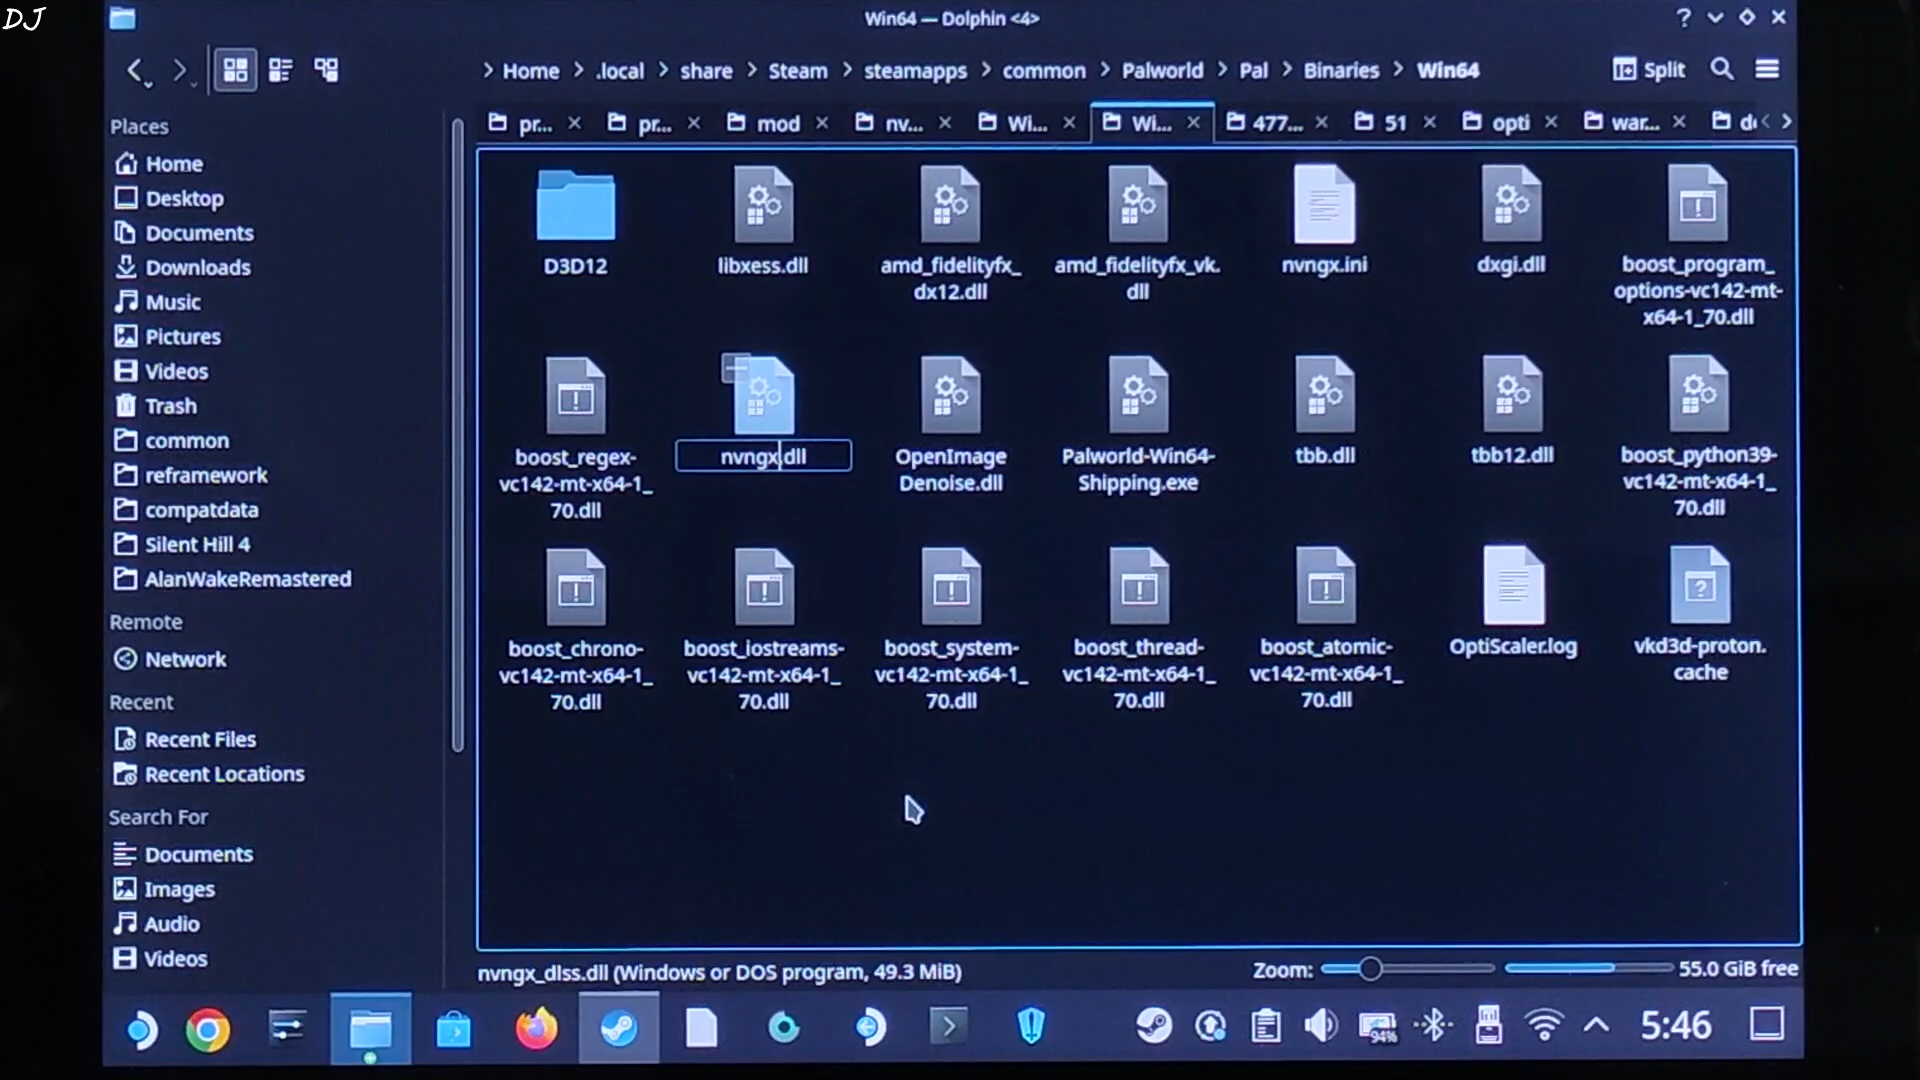 DJ
Win64 — Dolphin <4>
Home > .local > share > Steam > steamapps > common > Palworld > Pal > Binaries > Win64
Split
pr... pr... mod nv... Wi... Wi... 477... 51 opti war... d
Places
Home
Desktop
Documents
Downloads
Music
Pictures
Videos
Trash
common
reframework
compatdata
Silent Hill 4
AlanWakeRemastered
Remote
Network
Recent
Recent Files
Recent Locations
Search For
Documents
Images
Audio
Videos
D3D12
libxess.dll
amd_fidelityfx_
dx12.dll
amd_fidelityfx_vk.
dll
nvngx.ini
dxgi.dll
boost_program_
options-vc142-mt-
x64-1_70.dll
boost_regex-
vc142-mt-x64-1_
70.dll
nvngx.dll
OpenImage
Denoise.dll
Palworld-Win64-
Shipping.exe
tbb.dll
tbb12.dll
boost_python39-
vc142-mt-x64-1_
70.dll
boost_chrono-
vc142-mt-x64-1_
70.dll
boost_iostreams-
vc142-mt-x64-1_
70.dll
boost_system-
vc142-mt-x64-1_
70.dll
boost_thread-
vc142-mt-x64-1_
70.dll
boost_atomic-
vc142-mt-x64-1_
70.dll
OptiScaler.log
vkd3d-proton.
cache
nvngx_dlss.dll (Windows or DOS program, 49.3 MiB)
Zoom:
55.0 GiB free
94%
5:46